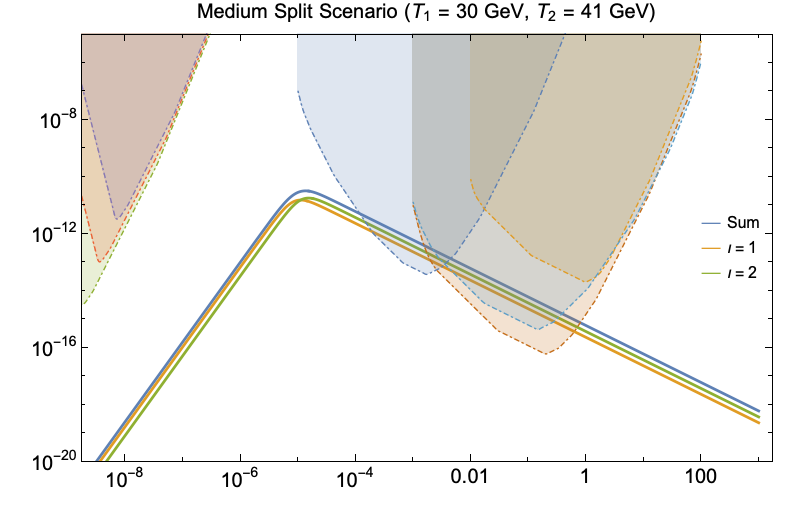 Medium Split Scenario (T₁ = 30 GeV, T₂ = 41 GeV)
10⁻⁸
10⁻¹²
10⁻¹⁶
10⁻²⁰
Sum
ı = 1
ı = 2
10⁻⁸ 10⁻⁶ 10⁻⁴ 0.01 1 100